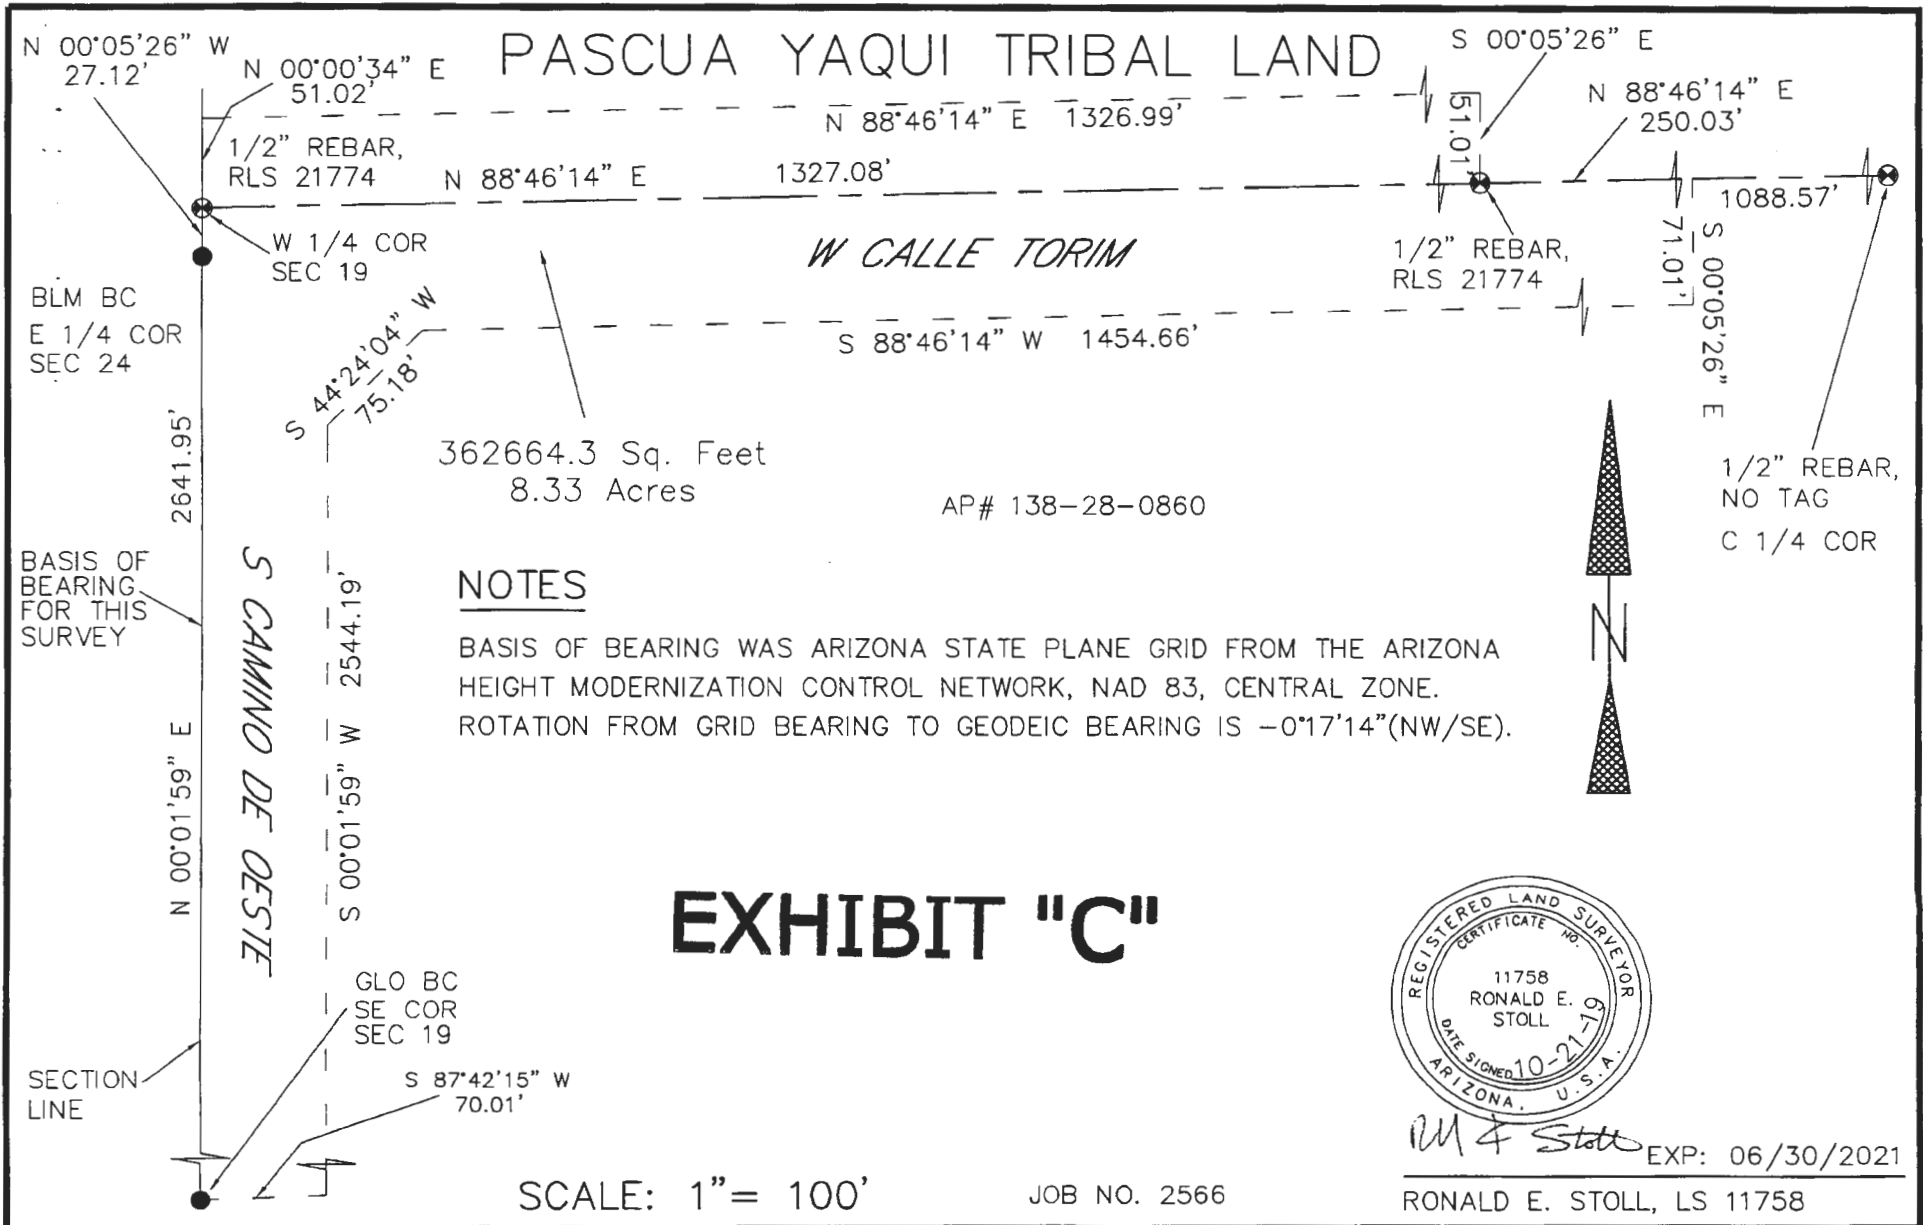 PASCUA YAQUI TRIBAL LAND
N 00°05'26" W
27.12'
N 00°00'34" E
51.02'
N 88°46'14" E 1326.99'
S 00°05'26" E
51.01'
N 88°46'14" E
250.03'
1/2" REBAR,
RLS 21774
N 88°46'14" E 1327.08'
1088.57'
W 1/4 COR
SEC 19
W CALLE TORIM
1/2" REBAR,
RLS 21774
S 00°05'26" E
71.01'
BLM BC
E 1/4 COR
SEC 24
S 44°24'04" W
75.18'
S 88°46'14" W 1454.66'
362664.3 Sq. Feet
8.33 Acres
AP# 138-28-0860
1/2" REBAR,
NO TAG
C 1/4 COR
2641.95'
N 00°01'59" E
BASIS OF
BEARING
FOR THIS
SURVEY
S CAMINO DE OESTE
S 00°01'59" W 2544.19'
NOTES
BASIS OF BEARING WAS ARIZONA STATE PLANE GRID FROM THE ARIZONA
HEIGHT MODERNIZATION CONTROL NETWORK, NAD 83, CENTRAL ZONE.
ROTATION FROM GRID BEARING TO GEODEIC BEARING IS -0°17'14"(NW/SE).
N
EXHIBIT "C"
GLO BC
SE COR
SEC 19
SECTION
LINE
S 87°42'15" W
70.01'
REGISTERED LAND SURVEYOR
CERTIFICATE NO.
11758
RONALD E.
STOLL
DATE SIGNED 10-21-19
ARIZONA, U.S.A.
EXP: 06/30/2021
SCALE: 1"= 100'
JOB NO. 2566
RONALD E. STOLL, LS 11758